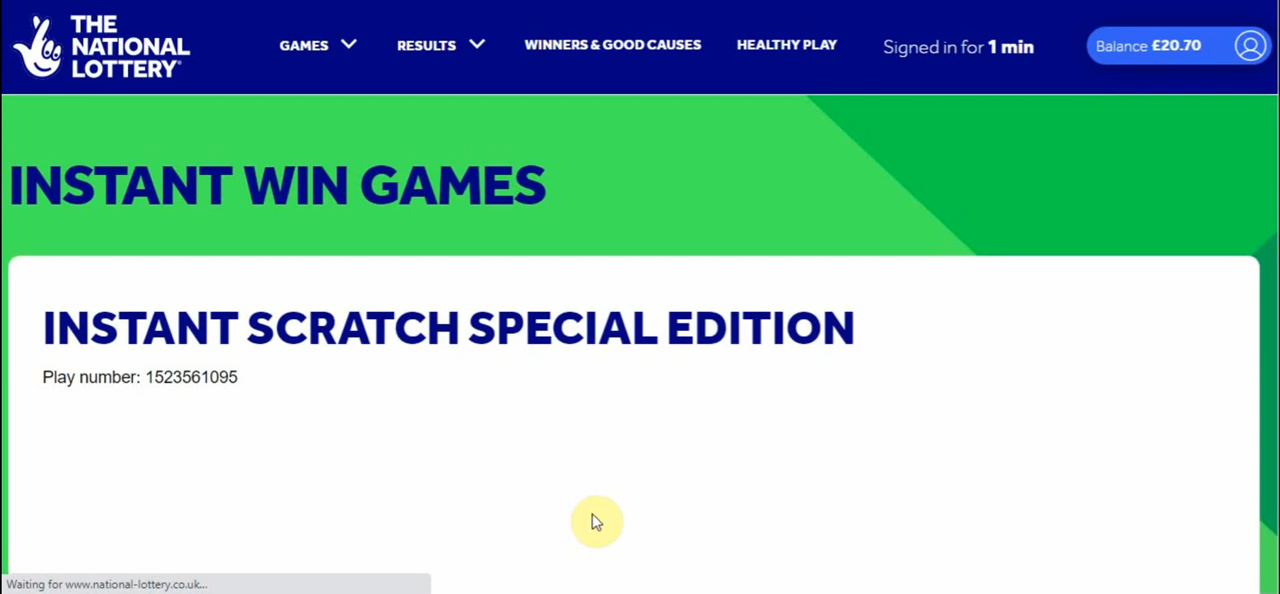 THE
NATIONAL
LOTTERY®
GAMES RESULTS WINNERS & GOOD CAUSES HEALTHY PLAY Signed in for 1 min Balance £20.70
INSTANT WIN GAMES
INSTANT SCRATCH SPECIAL EDITION
Play number: 1523561095
Waiting for www.national-lottery.co.uk...